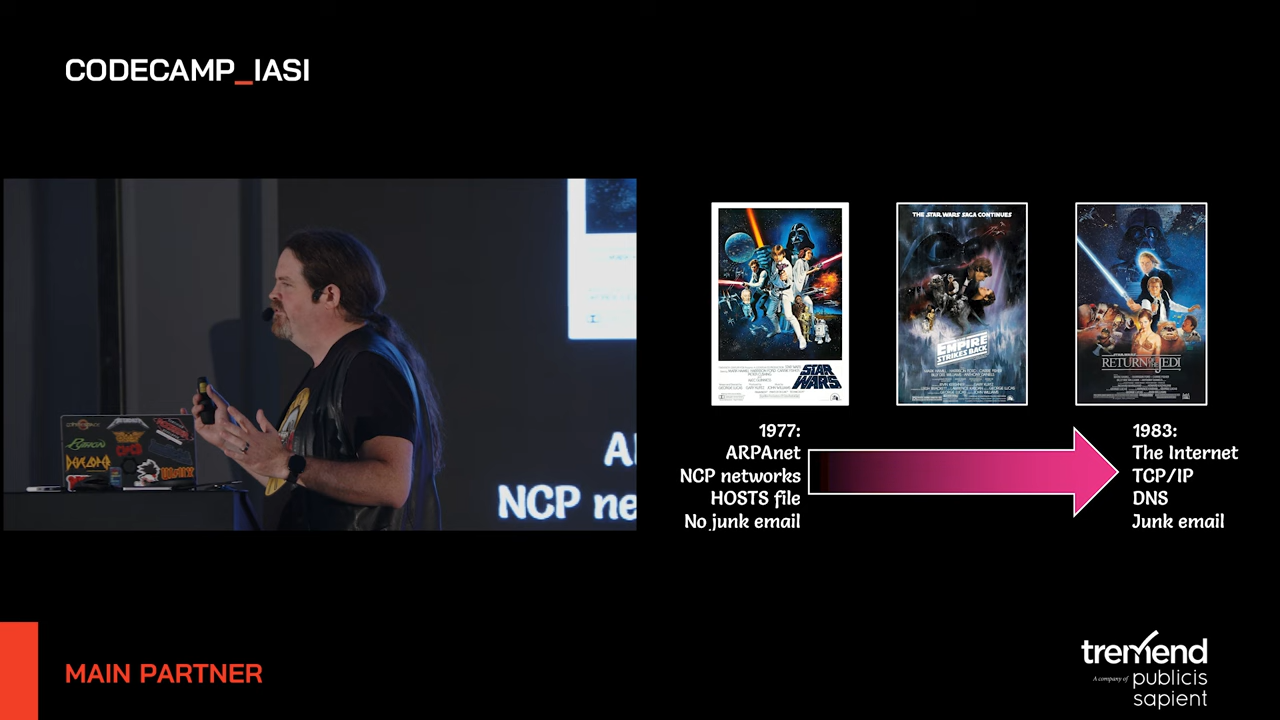 CODECAMP_IASI
THE STAR WARS SAGA CONTINUES
STAR
WARS
THE
EMPIRE
STRIKES BACK
RETURN OF THE JEDI
1977:
ARPAnet
NCP networks
HOSTS file
No junk email
1983:
The Internet
TCP/IP
DNS
Junk email
NCP ne
MAIN PARTNER
tremend
A company of publicis
sapient